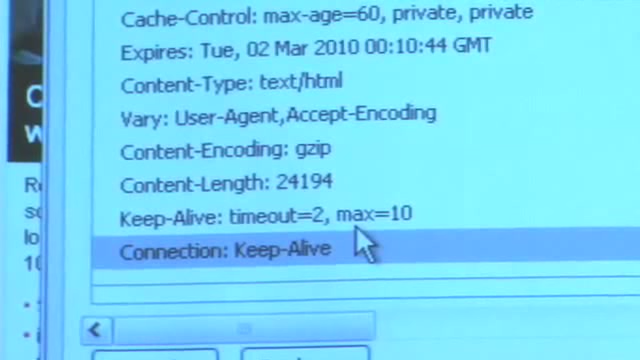 Cache-Control: max-age=60, private, private
Expires: Tue, 02 Mar 2010 00:10:44 GMT
Content-Type: text/html
Vary: User-Agent,Accept-Encoding
Content-Encoding: gzip
Content-Length: 24194
Keep-Alive: timeout=2, max=10
Connection: Keep-Alive